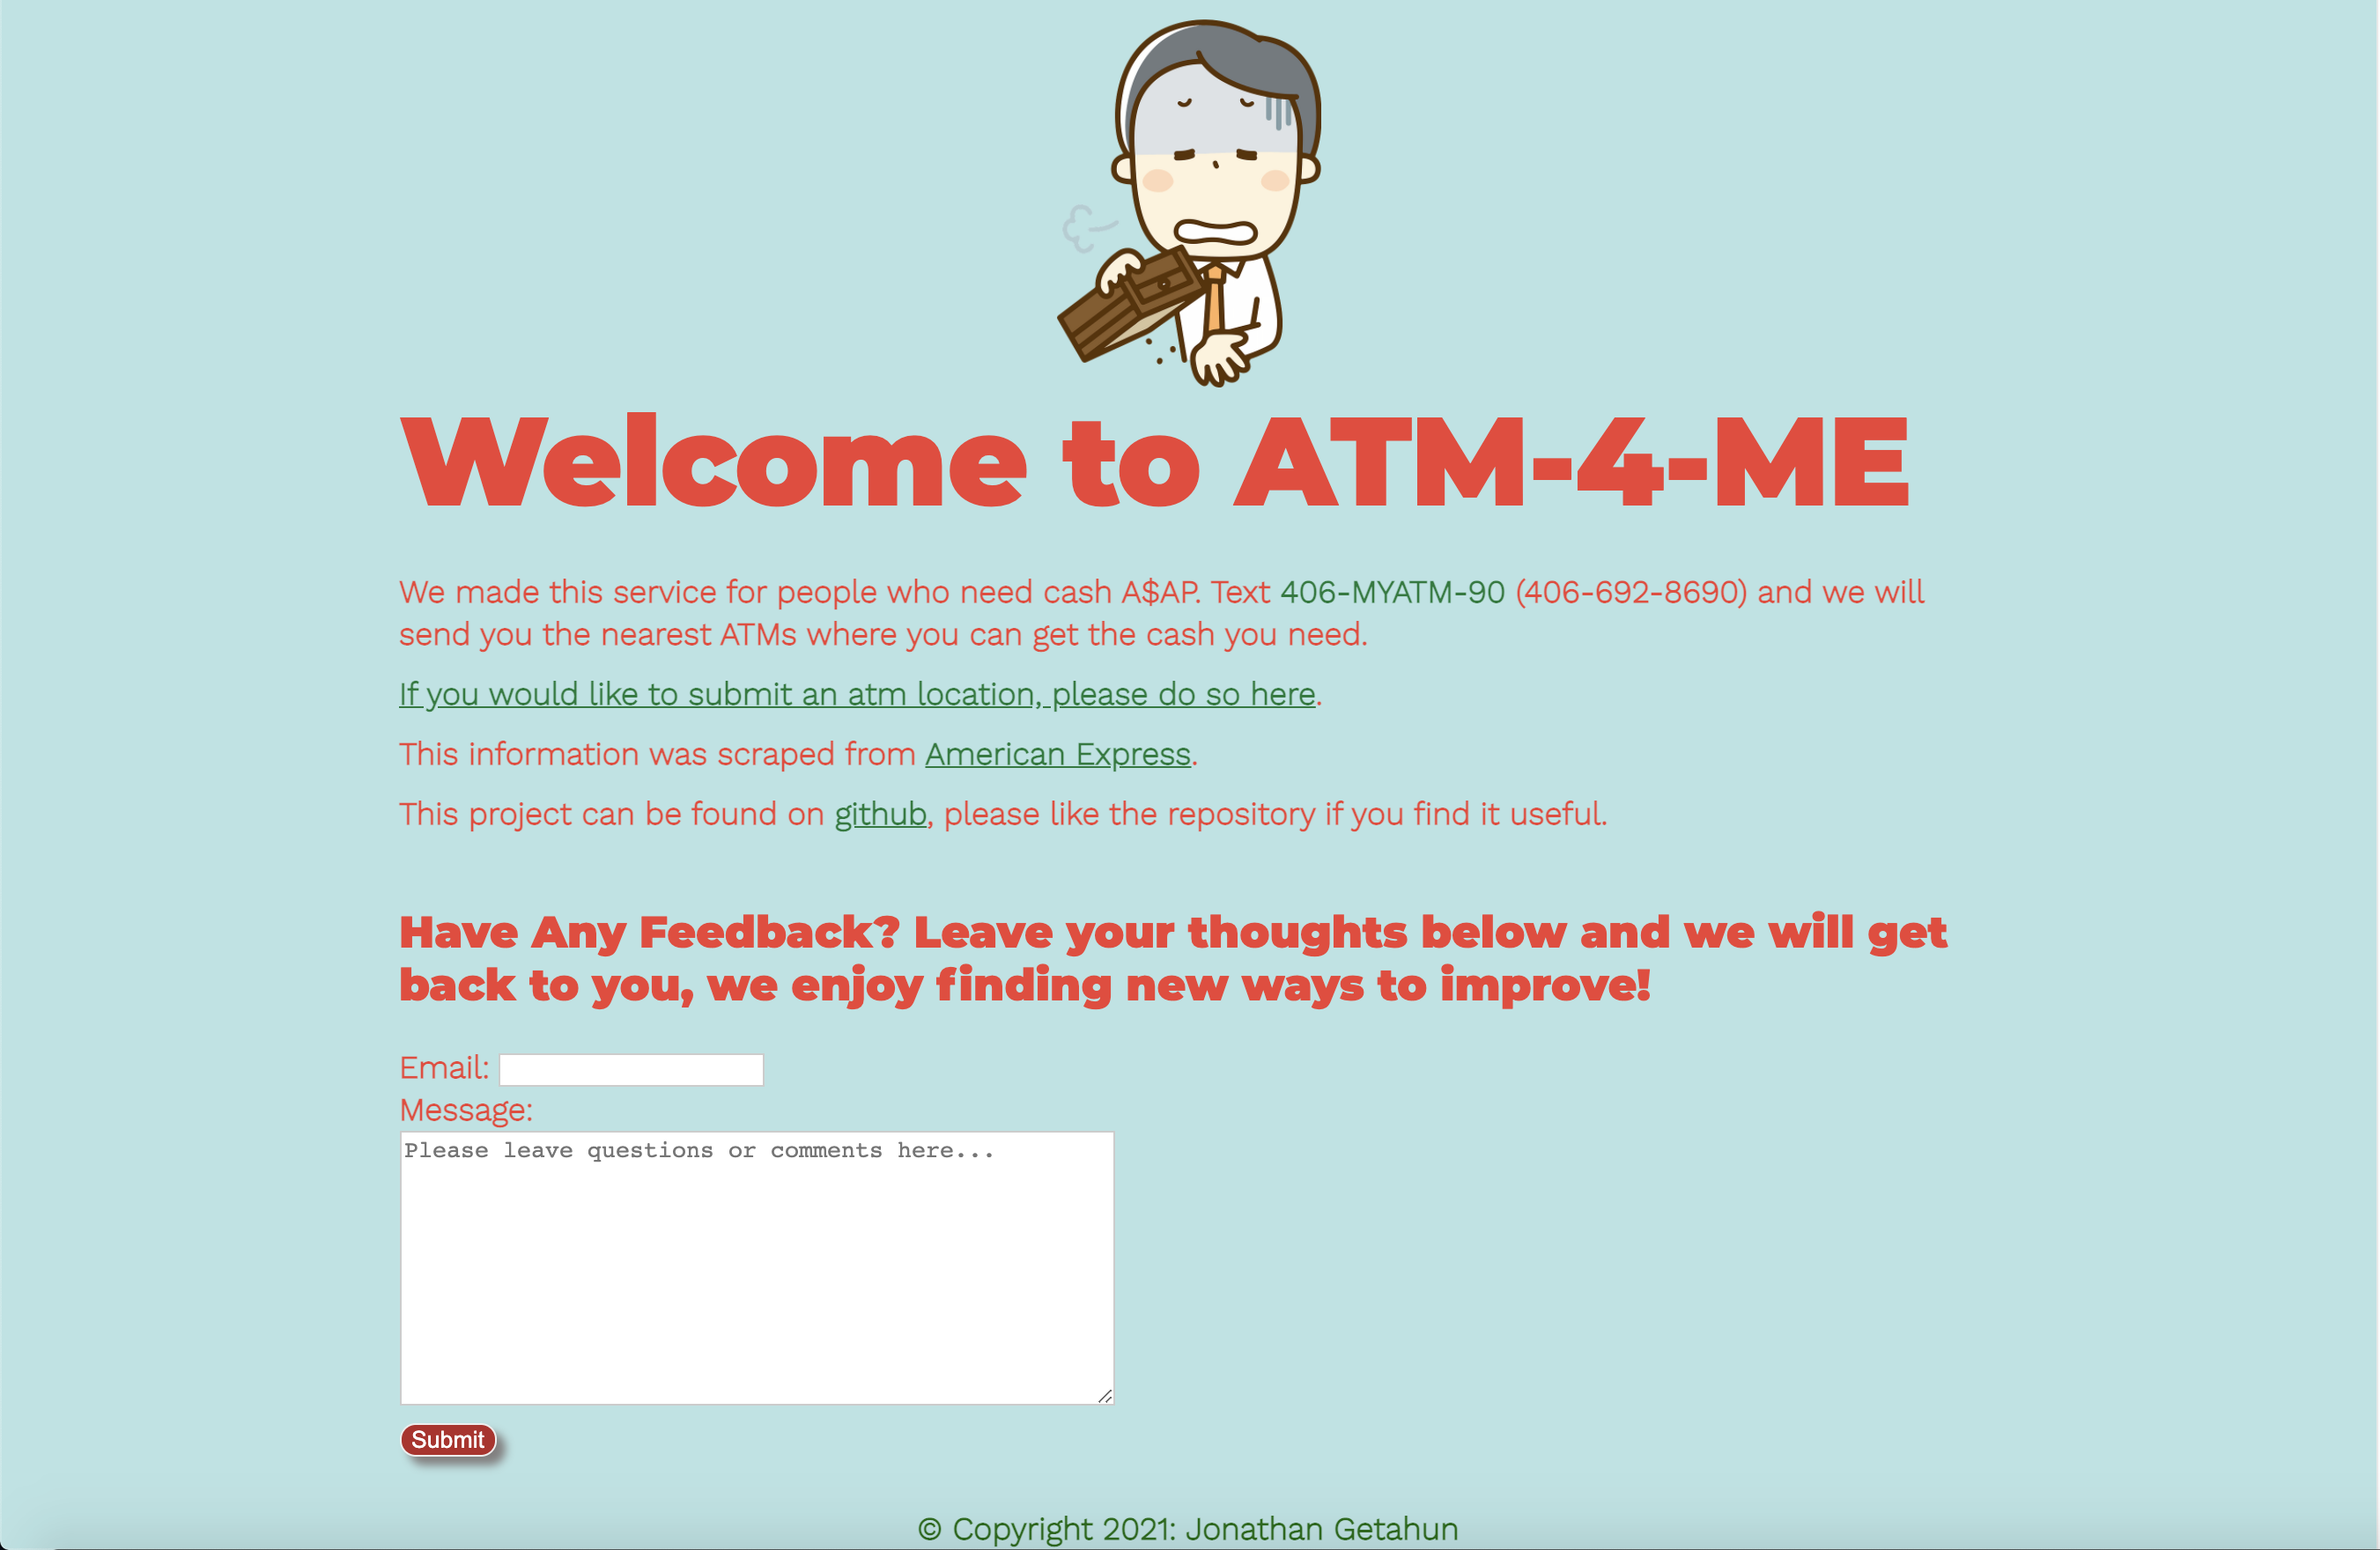 Welcome to ATM-4-ME
We made this service for people who need cash A$AP. Text 406-MYATM-90 (406-692-8690) and we will
send you the nearest ATMs where you can get the cash you need.
If you would like to submit an atm location, please do so here.
This information was scraped from American Express.
This project can be found on github, please like the repository if you find it useful.
Have Any Feedback? Leave your thoughts below and we will get
back to you, we enjoy finding new ways to improve!
Email:
Message:
Please leave questions or comments here...
Submit
© Copyright 2021: Jonathan Getahun